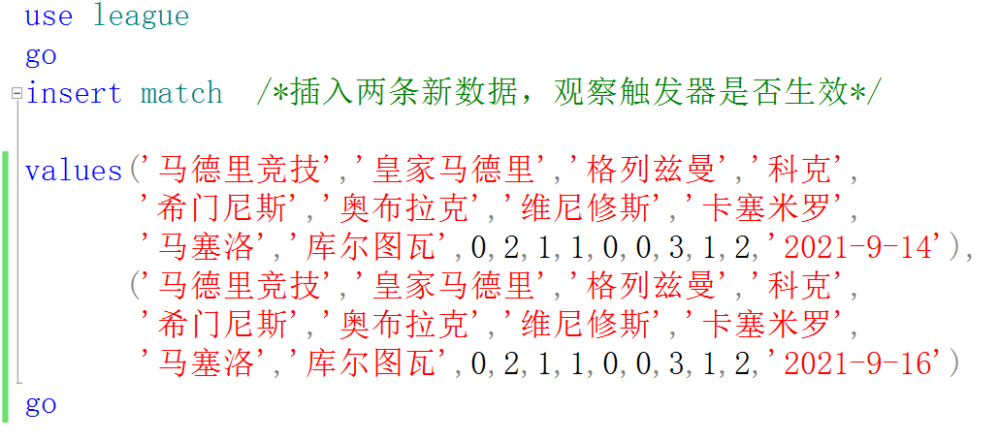 use league
go
insert match  /*插入两条新数据，观察触发器是否生效*/
values('马德里竞技','皇家马德里','格列兹曼','科克',
'希门尼斯','奥布拉克','维尼修斯','卡塞米罗',
'马塞洛','库尔图瓦',0,2,1,1,0,0,3,1,2,'2021-9-14'),
('马德里竞技','皇家马德里','格列兹曼','科克',
'希门尼斯','奥布拉克','维尼修斯','卡塞米罗',
'马塞洛','库尔图瓦',0,2,1,1,0,0,3,1,2,'2021-9-16')
go